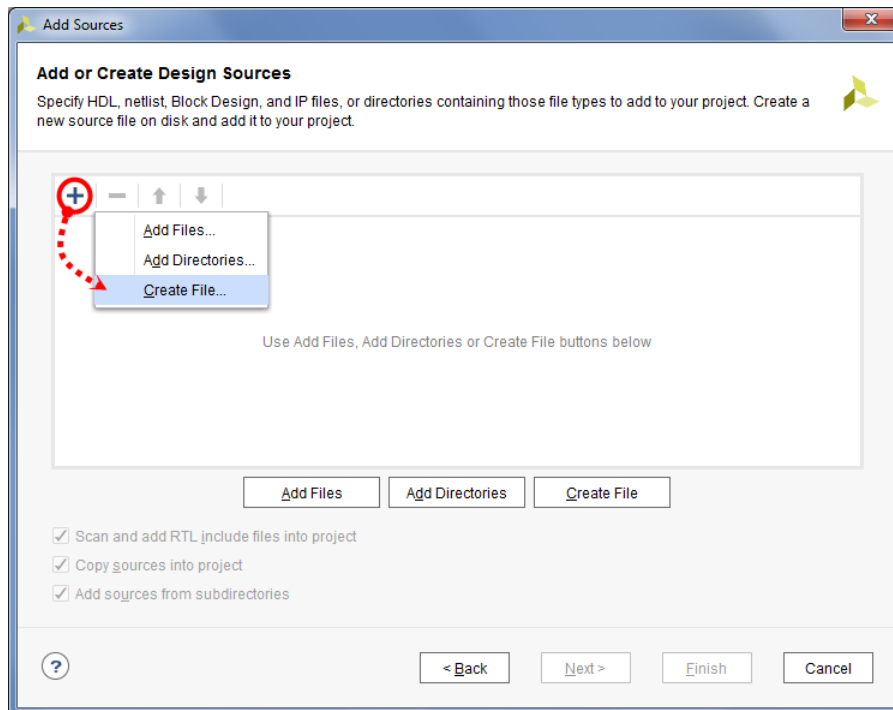 Add Sources
Add or Create Design Sources
Specify HDL, netlist, Block Design, and IP files, or directories containing those file types to add to your project. Create a
new source file on disk and add it to your project.
Add Files...
Add Directories...
Create File...
Use Add Files, Add Directories or Create File buttons below
Add Files Add Directories Create File
Scan and add RTL include files into project
Copy sources into project
Add sources from subdirectories
? < Back Next > Finish Cancel